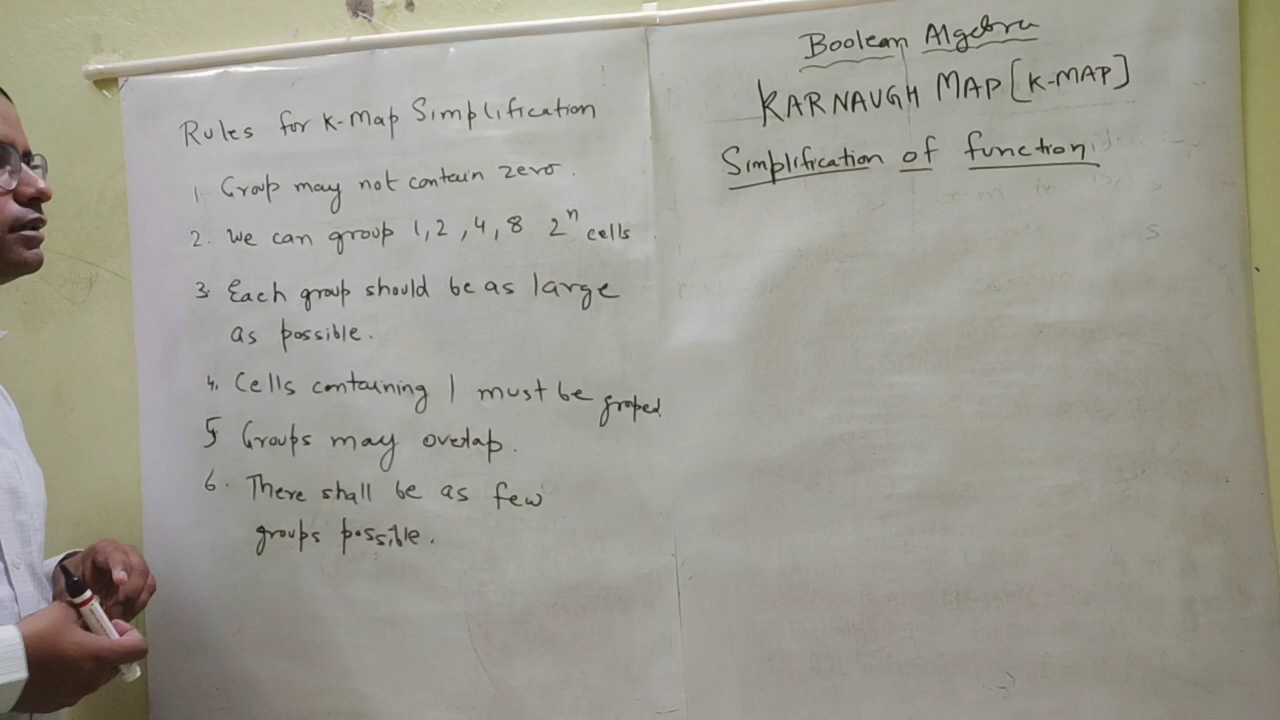 Rules for K-Map Simplification
1. Group may not contain zero.
2. We can group 1, 2, 4, 8 2ⁿ cells
3. Each group should be as large
as possible.
4. Cells containing 1 must be groped
5 Groups may overlap.
6. There shall be as few
groups possible.
Boolean Algebra
KARNAUGH MAP [K-MAP]
Simplification of function